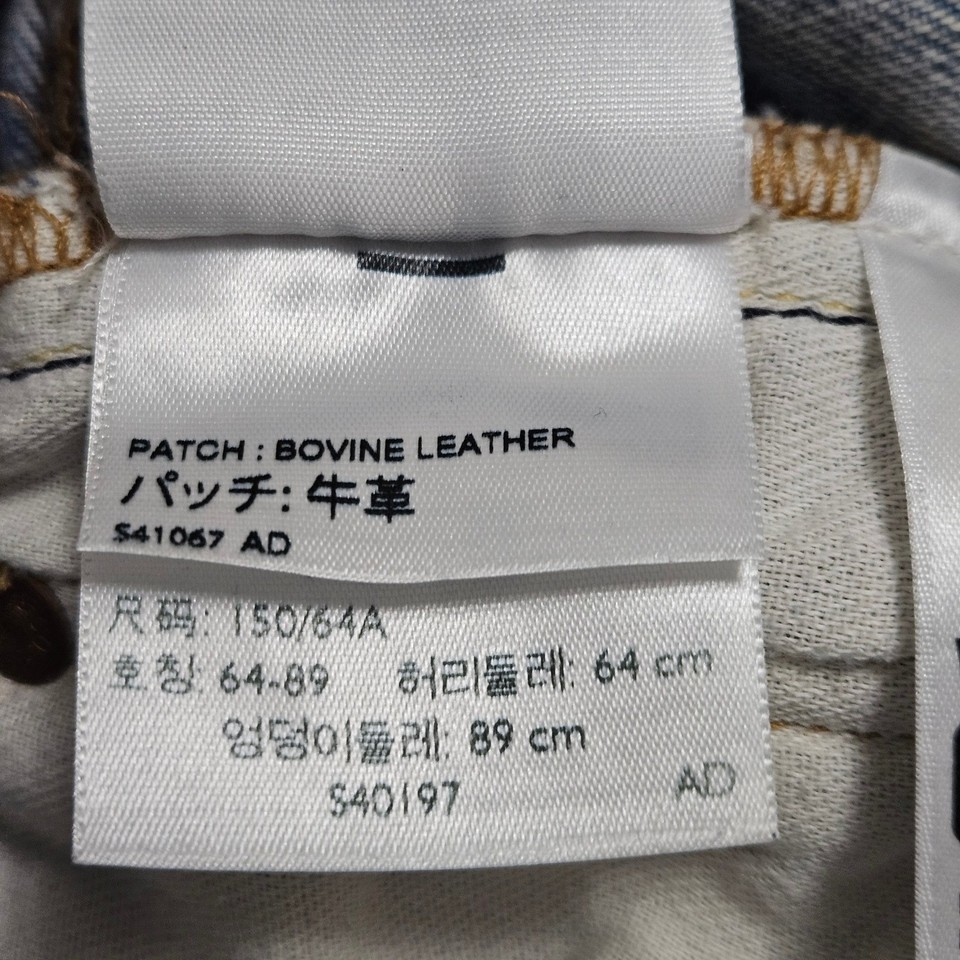 PATCH : BOVINE LEATHER
パッチ: 牛革
S41067 AD
尺码: 150/64A
호칭: 64-89 허리둘레: 64 cm
엉덩이둘레: 89 cm
S40197 AD